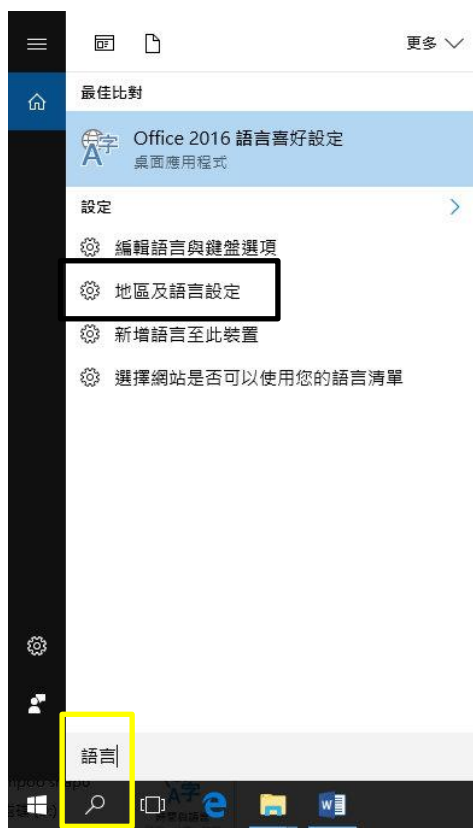 更多
最佳比對
Office 2016 語言喜好設定
桌面應用程式
設定
編輯語言與鍵盤選項
地區及語言設定
新增語言至此裝置
選擇網站是否可以使用您的語言清單
語言